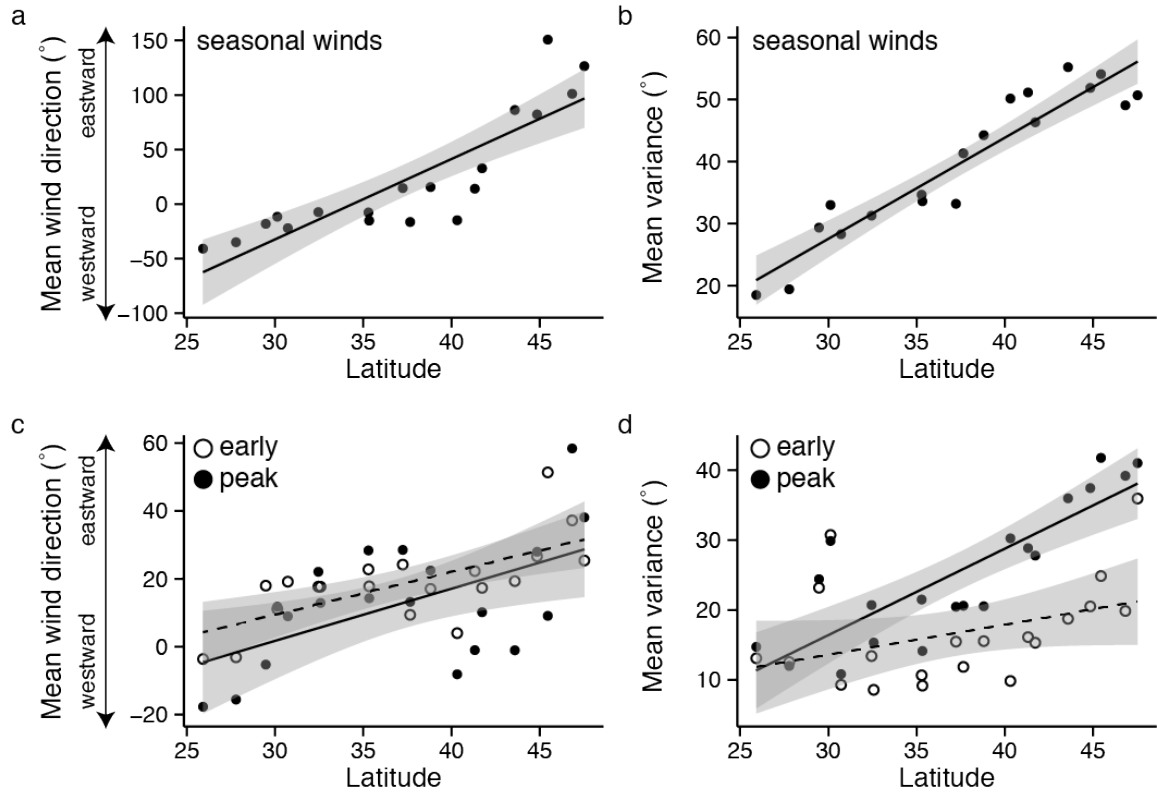 a
seasonal winds
Mean wind direction (°)
eastward
westward
150
100
50
0
−50
−100
25 30 35 40 45
Latitude
b
seasonal winds
Mean variance (°)
60
50
40
30
20
25 30 35 40 45
Latitude
c
early
peak
Mean wind direction (°)
eastward
westward
60
40
20
0
−20
25 30 35 40 45
Latitude
d
early
peak
Mean variance (°)
40
30
20
10
25 30 35 40 45
Latitude